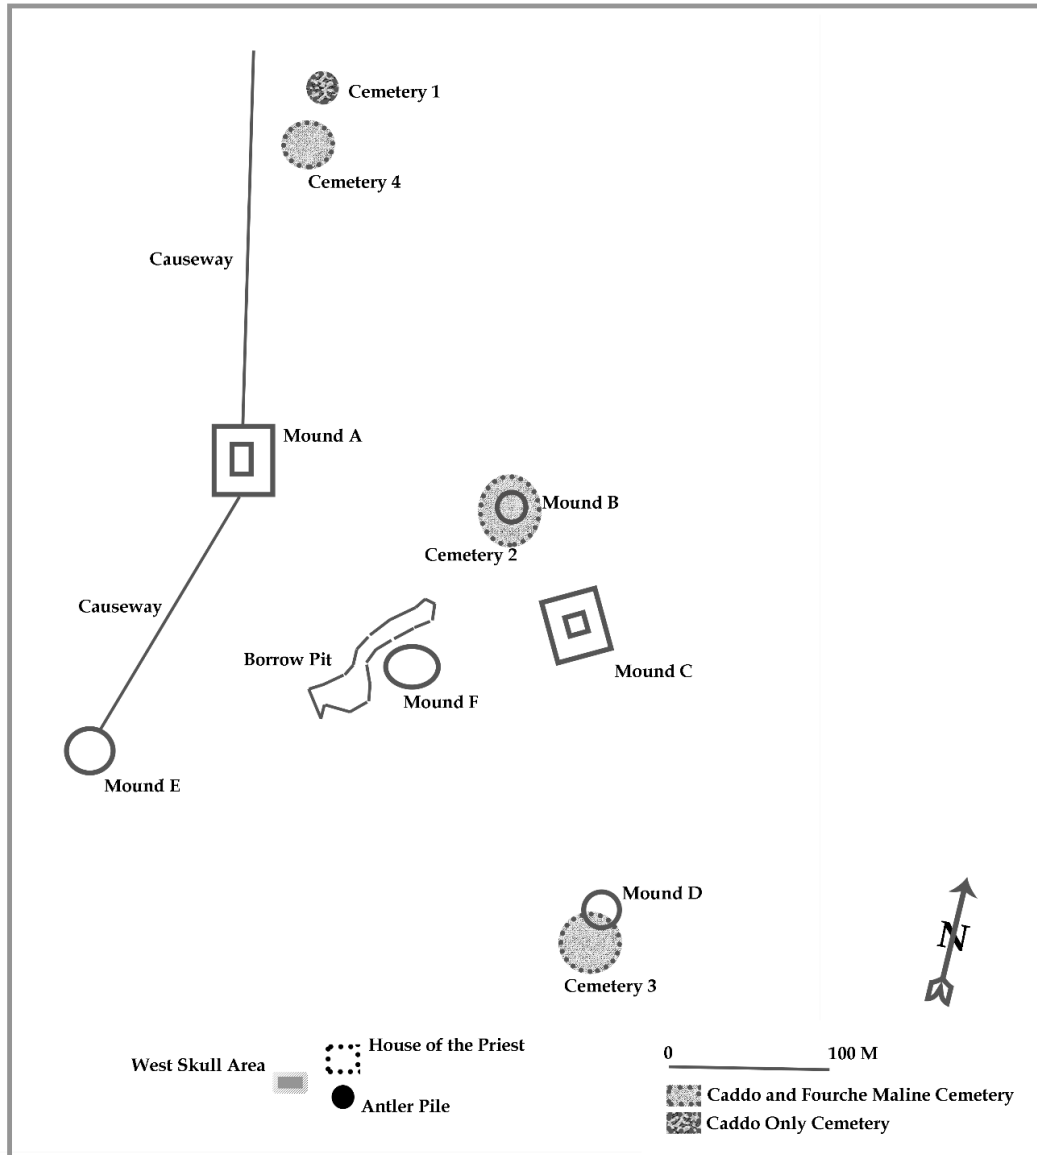 Cemetery 1
Cemetery 4
Causeway
Mound A
Mound B
Cemetery 2
Causeway
Borrow Pit
Mound C
Mound F
Mound E
Mound D
N
Cemetery 3
House of the Priest
West Skull Area
Antler Pile
0 100 M
Caddo and Fourche Maline Cemetery
Caddo Only Cemetery